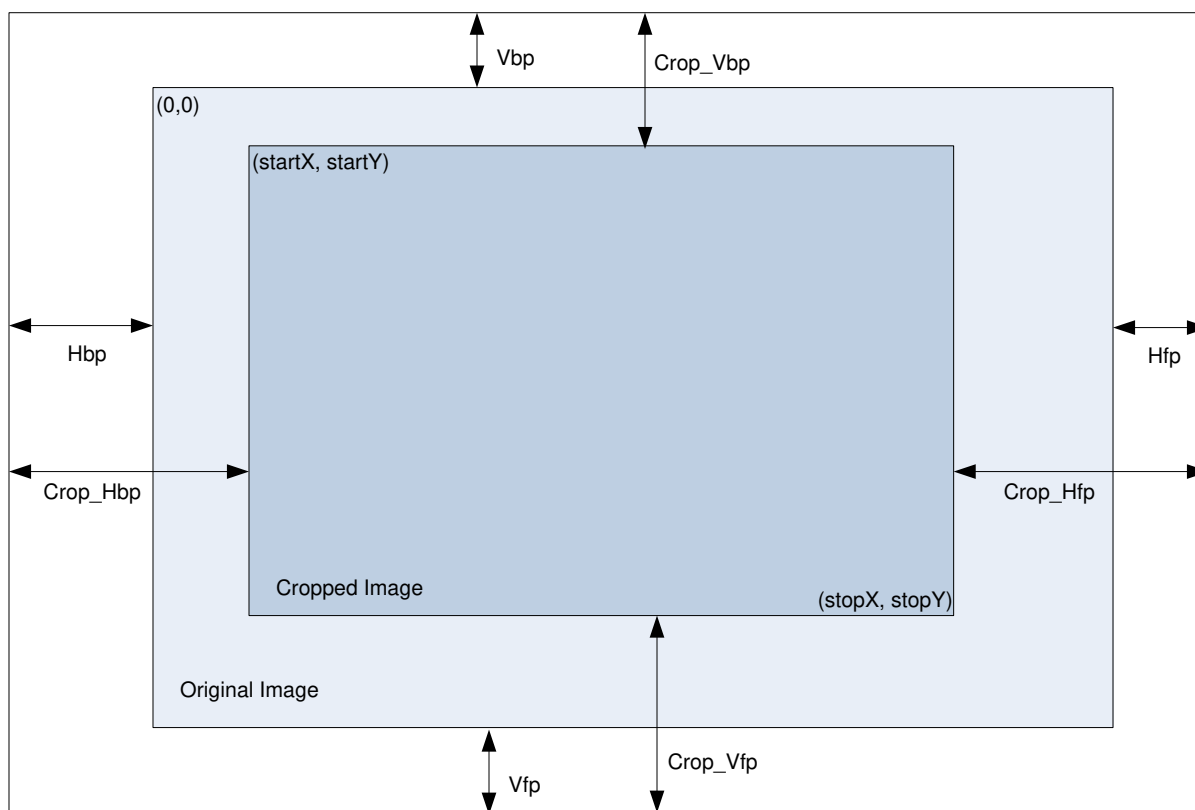 Vbp
Crop_Vbp
(0,0)
(startX, startY)
Hbp
Hfp
Crop_Hbp
Crop_Hfp
Cropped Image
(stopX, stopY)
Original Image
Crop_Vfp
Vfp